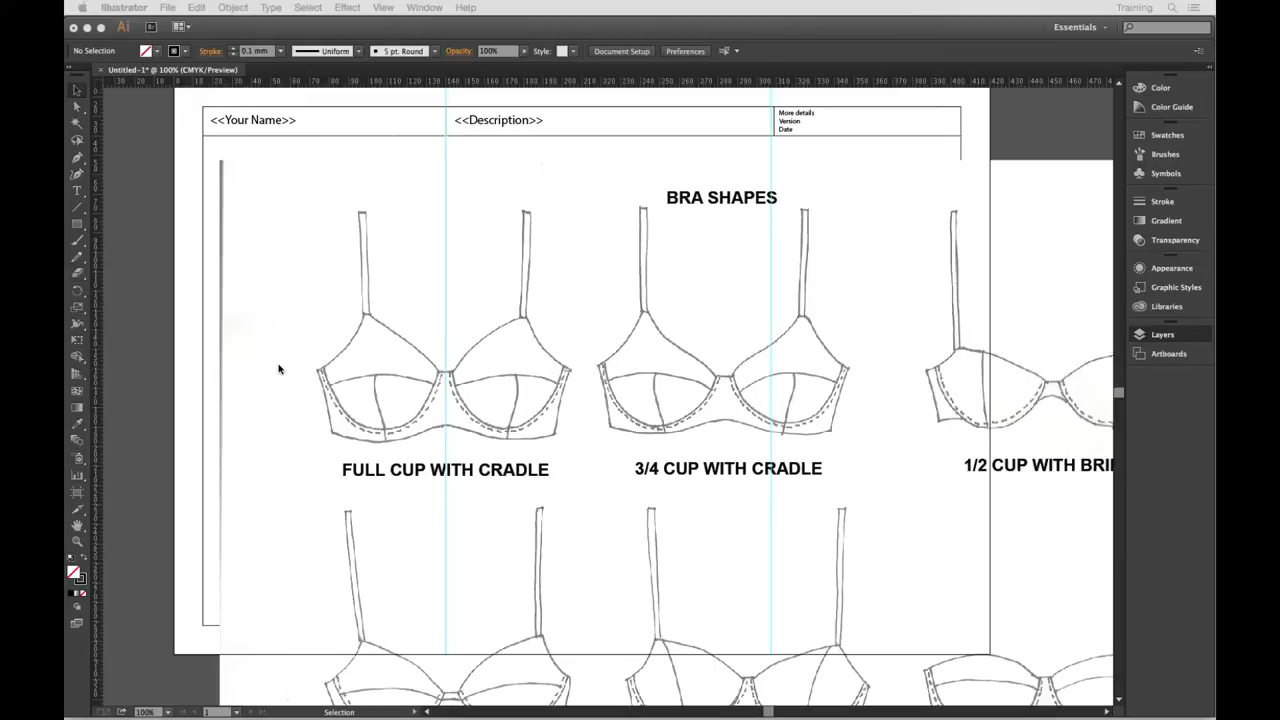 Illustrator File Edit Object Type Select Effect View Window Help Training
Ai Br Essentials
No Selection Stroke: 0.1 mm Uniform 5 pt. Round Opacity: 100% Style: Document Setup Preferences
Untitled-1* @ 100% (CMYK/Preview)
<<Your Name>> <<Description>> More details
Version
Date
BRA SHAPES
FULL CUP WITH CRADLE 3/4 CUP WITH CRADLE 1/2 CUP WITH BRI
Color
Color Guide
Swatches
Brushes
Symbols
Stroke
Gradient
Transparency
Appearance
Graphic Styles
Libraries
Layers
Artboards
100% 1 Selection